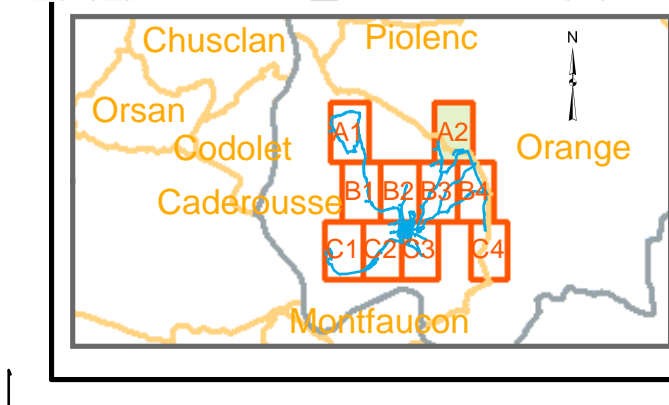 Chusclan
Piolenc
N
Orsan
A1
A2
Codolet
Orange
B1
B2
B3
B4
Caderousse
C1
C2
C3
C4
Montfaucon